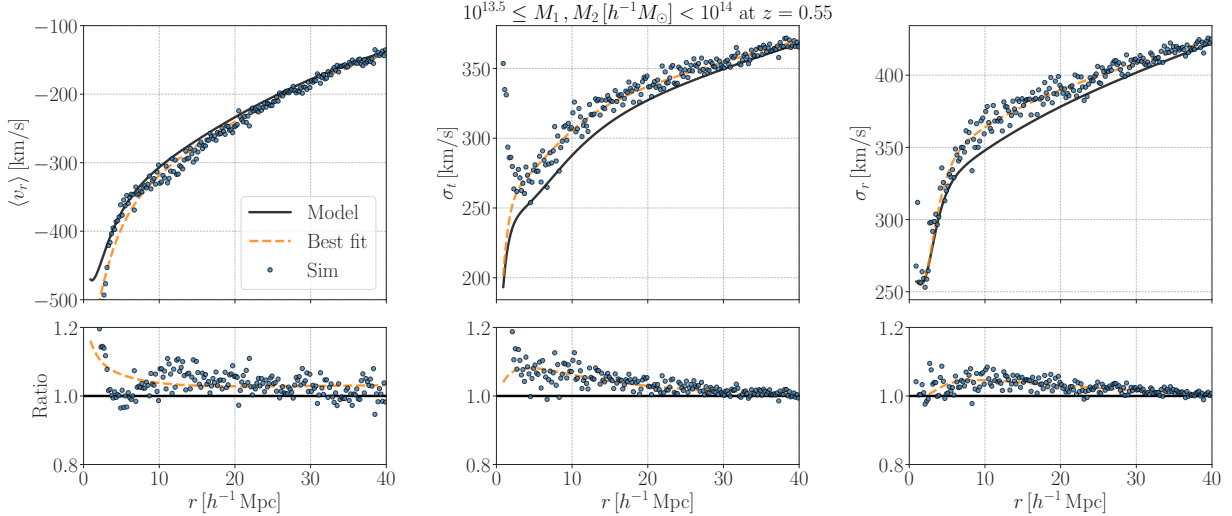 10^{13.5} ≤ M_1, M_2 [h^{-1}M_⊙] < 10^{14} at z = 0.55
⟨v_r⟩ [km/s]
−100
−200
−300
−400
−500
Model
Best fit
Sim
σ_t [km/s]
350
300
250
200
σ_r [km/s]
400
350
300
250
Ratio
1.2
1.0
0.8
0 10 20 30 40
r [h^{-1} Mpc]
1.2
1.0
0.8
0 10 20 30 40
r [h^{-1} Mpc]
1.2
1.0
0.8
0 10 20 30 40
r [h^{-1} Mpc]